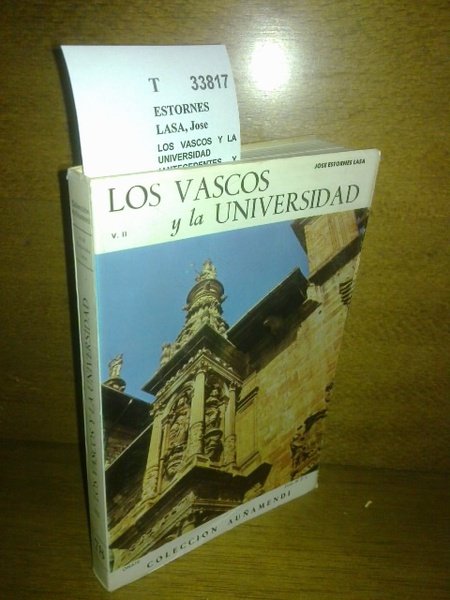 T 33817
ESTORNES
LASA, Jose
LOS VASCOS Y LA
UNIVERSIDAD
(ANTECEDENTES Y
JOSE ESTORNES LASA
LOS VASCOS
V. II
y la UNIVERSIDAD
COLECCION AUÑAMENDI
LOS VASCOS Y LA UNIVERSIDAD